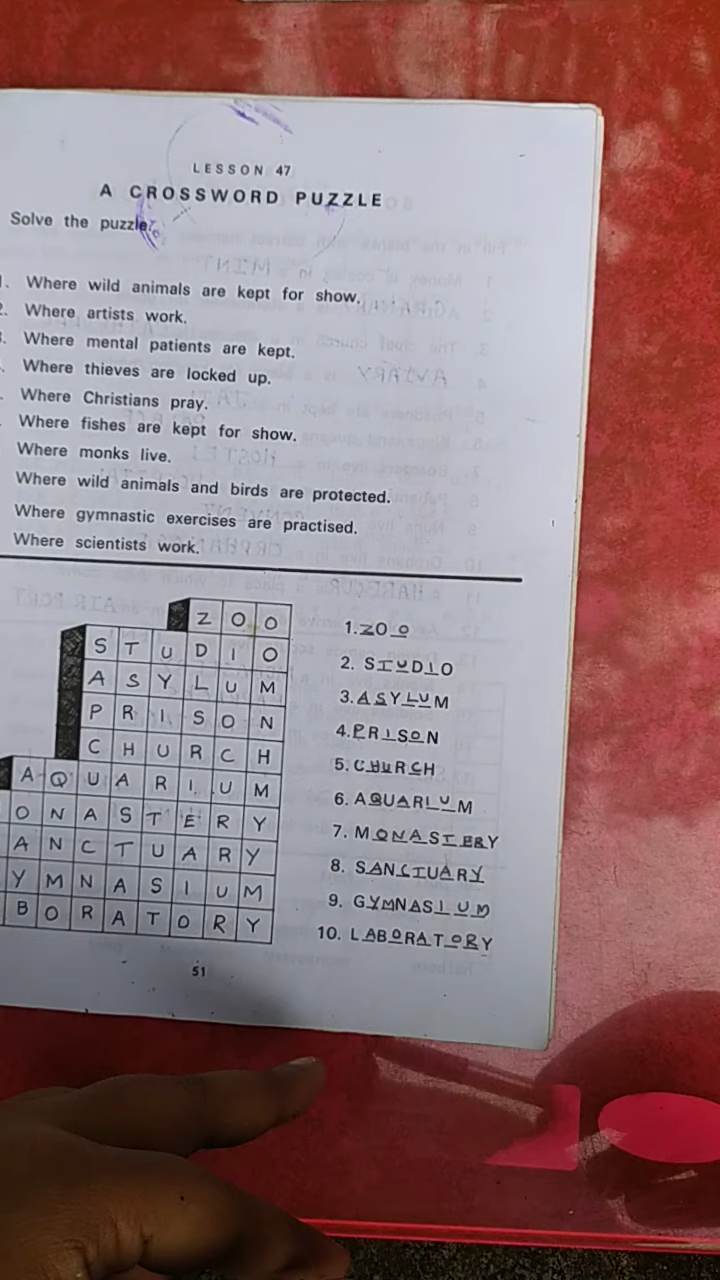 LESSON 47
A CROSSWORD PUZZLE
Solve the puzzle.
1. Where wild animals are kept for show.
2. Where artists work.
3. Where mental patients are kept.
Where thieves are locked up.
Where Christians pray.
Where fishes are kept for show.
Where monks live.
Where wild animals and birds are protected.
Where gymnastic exercises are practised.
Where scientists work.
Z O O
S T U D I O
A S Y L U M
P R I S O N
C H U R C H
A Q U A R I U M
O N A S T E R Y
A N C T U A R Y
Y M N A S I U M
B O R A T O R Y
1. ZOO
2. STUDIO
3. ASYLUM
4. PRISON
5. CHURCH
6. AQUARIUM
7. MONASTERY
8. SANCTUARY
9. GYMNASIUM
10. LABORATORY
51